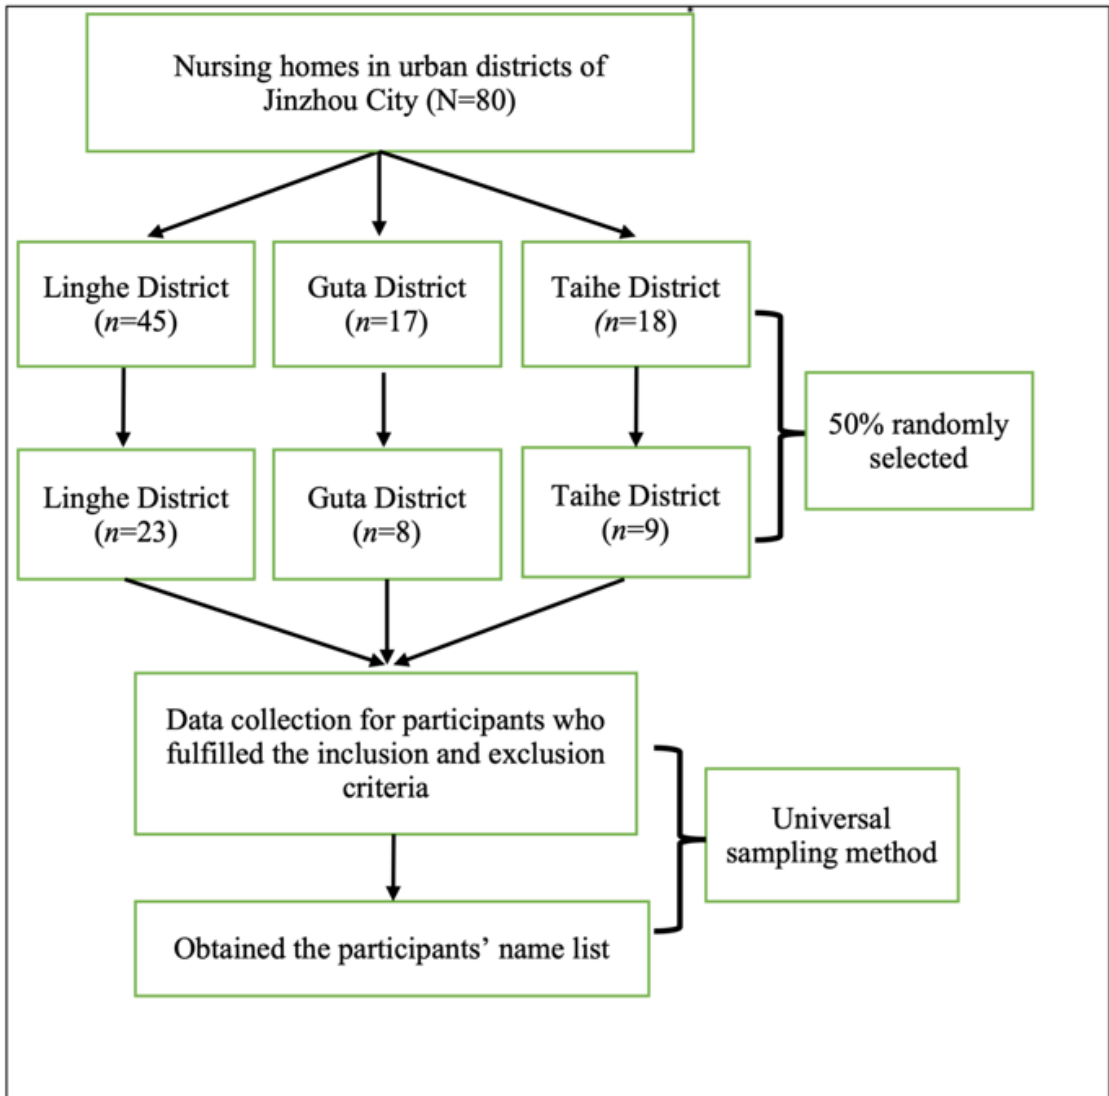 Nursing homes in urban districts of
Jinzhou City (N=80)
Linghe District
(n=45)
Guta District
(n=17)
Taihe District
(n=18)
50% randomly
selected
Linghe District
(n=23)
Guta District
(n=8)
Taihe District
(n=9)
Data collection for participants who
fulfilled the inclusion and exclusion
criteria
Universal
sampling method
Obtained the participants’ name list